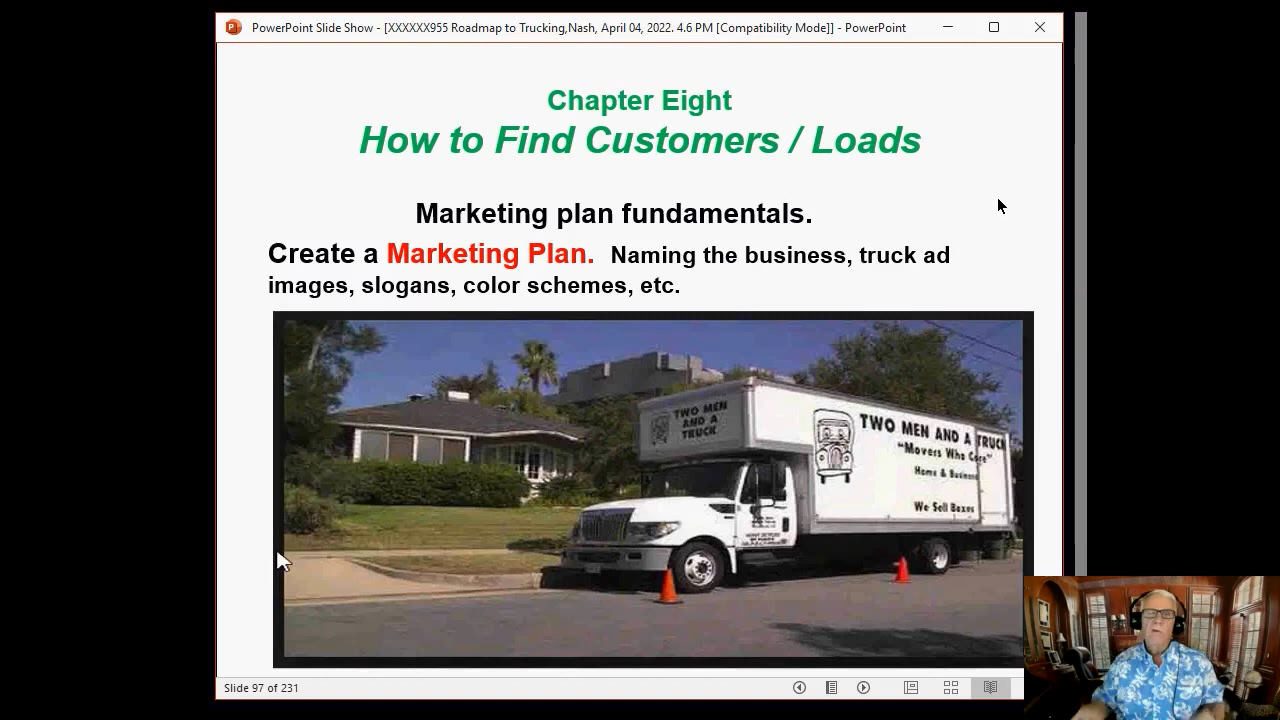 PowerPoint Slide Show - [XXXXXX955 Roadmap to Trucking,Nash, April 04, 2022. 4.6 PM [Compatibility Mode]] - PowerPoint
Chapter Eight
How to Find Customers / Loads
Marketing plan fundamentals.
Create a Marketing Plan. Naming the business, truck ad
images, slogans, color schemes, etc.
TWO MEN
AND A
TRUCK
TWO MEN AND A TRUCK
"Movers Who Care"
Home & Business
We Sell Boxes
Slide 97 of 231